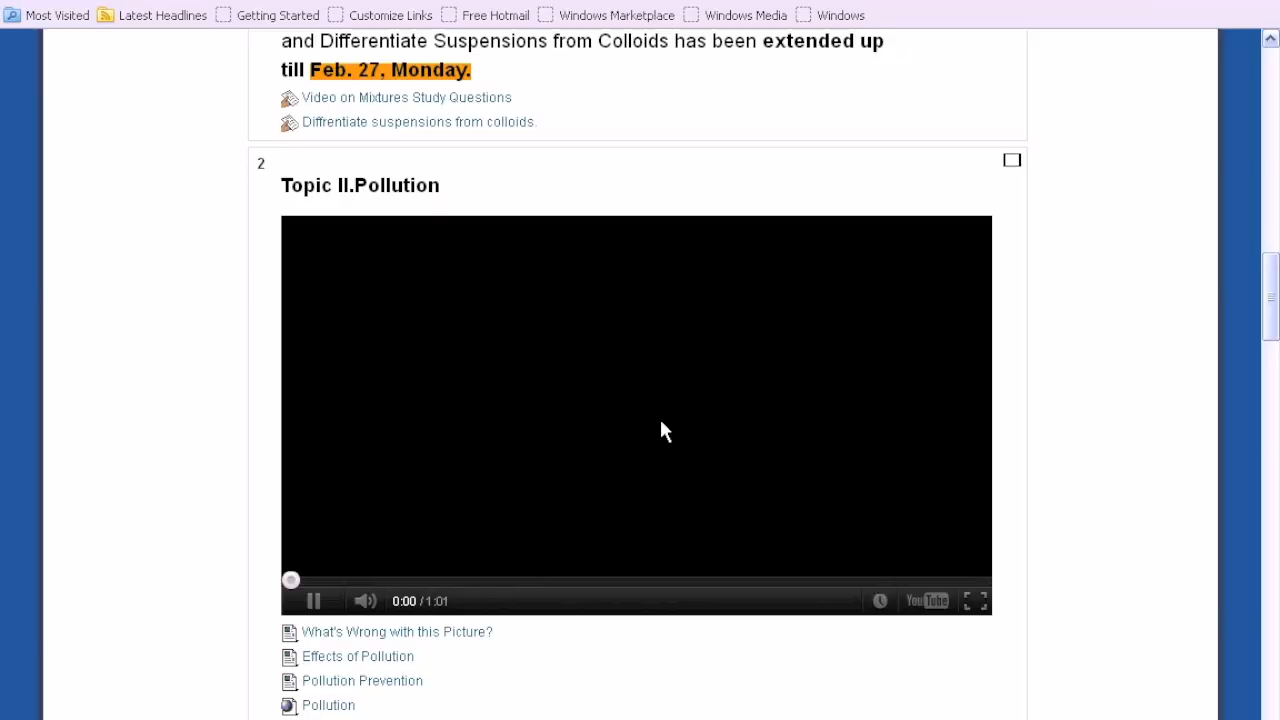 Most Visited Latest Headlines Getting Started Customize Links Free Hotmail Windows Marketplace Windows Media Windows
and Differentiate Suspensions from Colloids has been extended up
till Feb. 27, Monday.
Video on Mixtures Study Questions
Diffrentiate suspensions from colloids.
2
Topic II.Pollution
0:00 / 1:01 YouTube
What's Wrong with this Picture?
Effects of Pollution
Pollution Prevention
Pollution